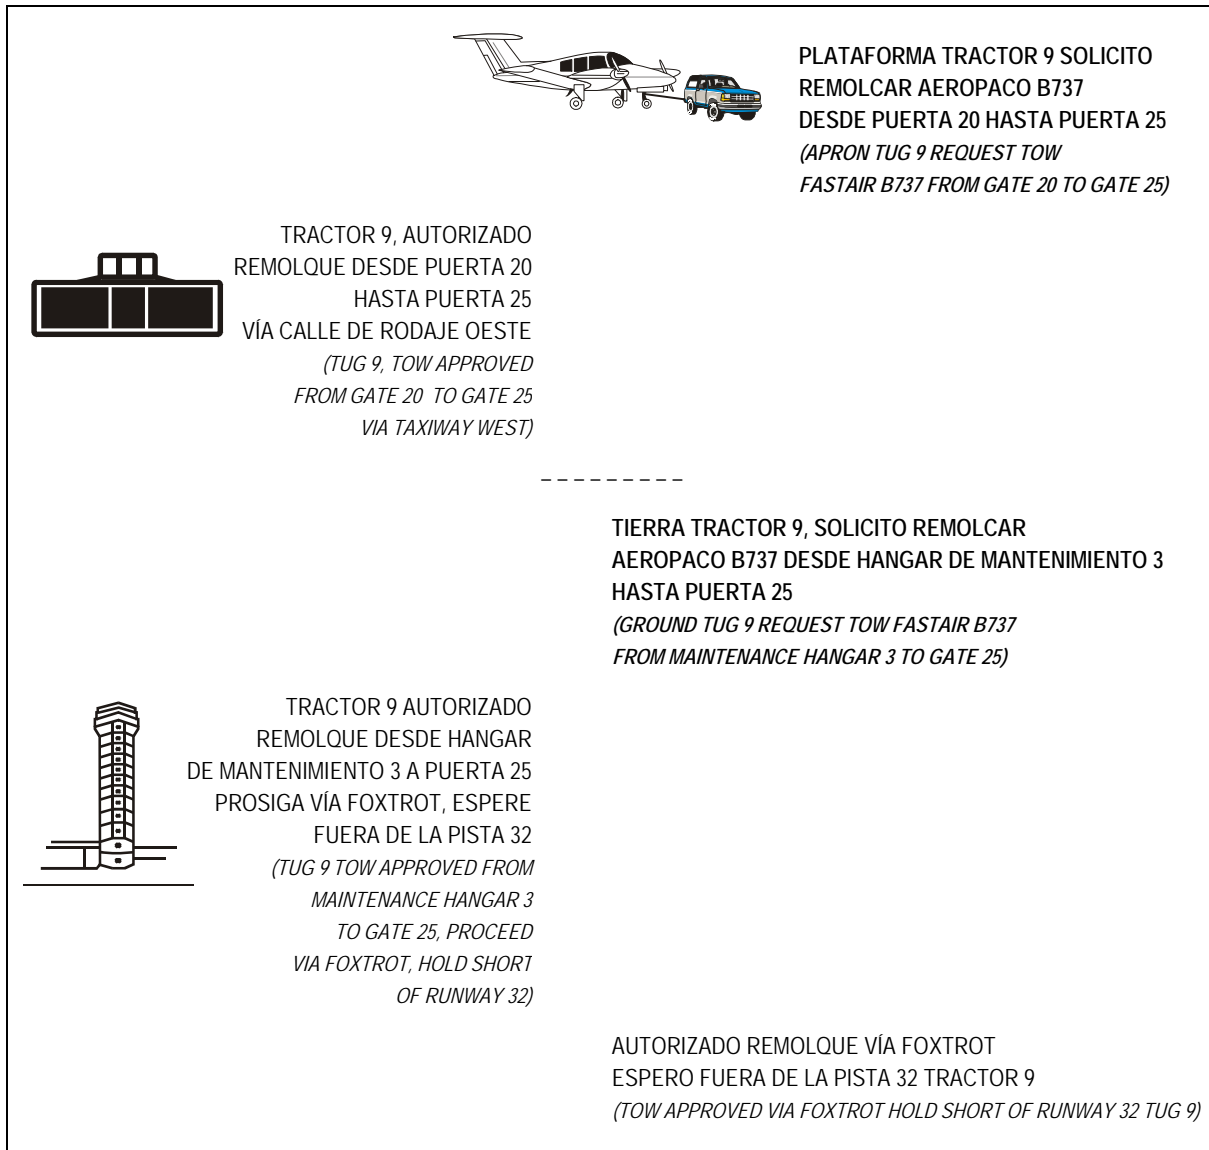 PLATAFORMA TRACTOR 9 SOLICITO
REMOLCAR AEROPACO B737
DESDE PUERTA 20 HASTA PUERTA 25
(APRON TUG 9 REQUEST TOW
FASTAIR B737 FROM GATE 20 TO GATE 25)
TRACTOR 9, AUTORIZADO
REMOLQUE DESDE PUERTA 20
HASTA PUERTA 25
VÍA CALLE DE RODAJE OESTE
(TUG 9, TOW APPROVED
FROM GATE 20 TO GATE 25
VIA TAXIWAY WEST)
– – – – – – – – –
TIERRA TRACTOR 9, SOLICITO REMOLCAR
AEROPACO B737 DESDE HANGAR DE MANTENIMIENTO 3
HASTA PUERTA 25
(GROUND TUG 9 REQUEST TOW FASTAIR B737
FROM MAINTENANCE HANGAR 3 TO GATE 25)
TRACTOR 9 AUTORIZADO
REMOLQUE DESDE HANGAR
DE MANTENIMIENTO 3 A PUERTA 25
PROSIGA VÍA FOXTROT, ESPERE
FUERA DE LA PISTA 32
(TUG 9 TOW APPROVED FROM
MAINTENANCE HANGAR 3
TO GATE 25, PROCEED
VIA FOXTROT, HOLD SHORT
OF RUNWAY 32)
AUTORIZADO REMOLQUE VÍA FOXTROT
ESPERO FUERA DE LA PISTA 32 TRACTOR 9
(TOW APPROVED VIA FOXTROT HOLD SHORT OF RUNWAY 32 TUG 9)